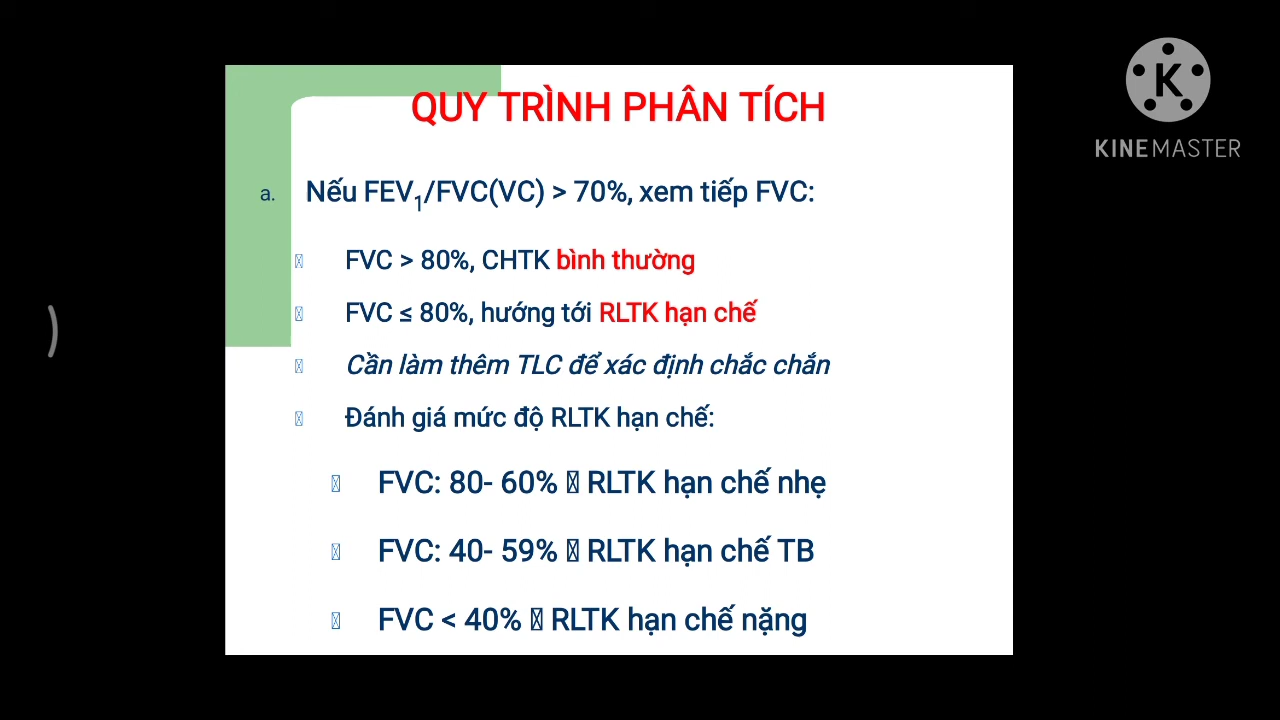 QUY TRÌNH PHÂN TÍCH
KINEMASTER
a. Nếu FEV1/FVC(VC) > 70%, xem tiếp FVC:
FVC > 80%, CHTK bình thường
FVC ≤ 80%, hướng tới RLTK hạn chế
Cần làm thêm TLC để xác định chắc chắn
Đánh giá mức độ RLTK hạn chế:
FVC: 80- 60% RLTK hạn chế nhẹ
FVC: 40- 59% RLTK hạn chế TB
FVC < 40% RLTK hạn chế nặng